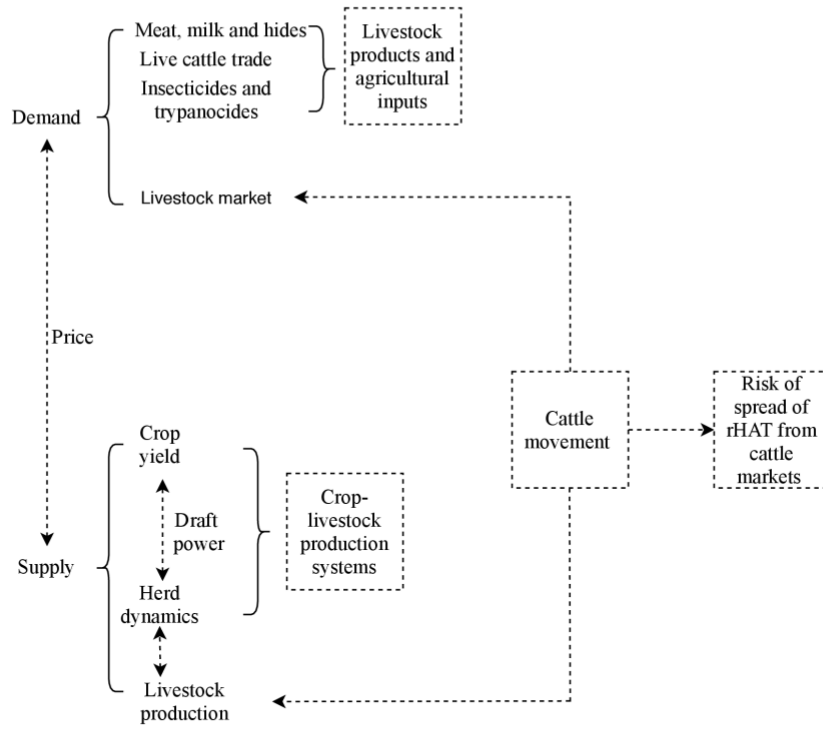 Meat, milk and hides
Live cattle trade
Insecticides and
trypanocides
Livestock
products and
agricultural
inputs
Demand
Livestock market
Price
Cattle
movement
Risk of
spread of
rHAT from
cattle
markets
Crop
yield
Draft
power
Crop-
livestock
production
systems
Supply
Herd
dynamics
Livestock
production